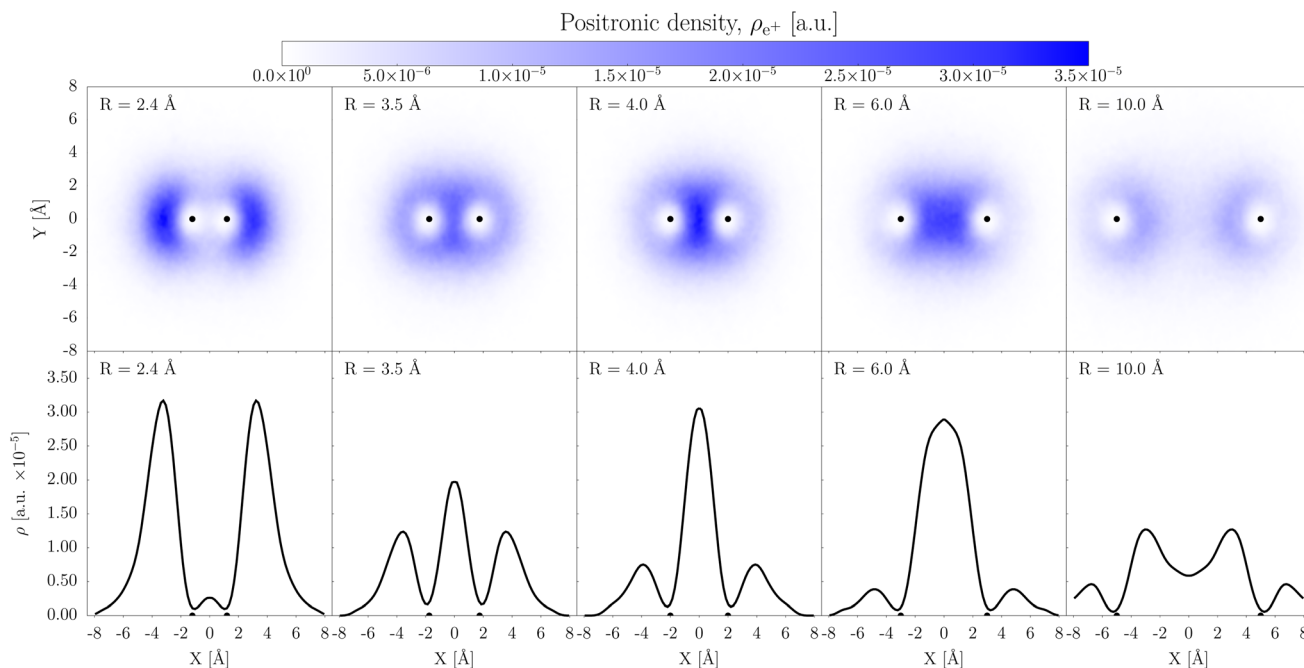 Positronic density, ρe+ [a.u.]
0.0×10⁰ 5.0×10⁻⁶ 1.0×10⁻⁵ 1.5×10⁻⁵ 2.0×10⁻⁵ 2.5×10⁻⁵ 3.0×10⁻⁵ 3.5×10⁻⁵
R = 2.4 Å R = 3.5 Å R = 4.0 Å R = 6.0 Å R = 10.0 Å
8
6
4
2
0
-2
-4
-6
-8
Y [Å]
R = 2.4 Å R = 3.5 Å R = 4.0 Å R = 6.0 Å R = 10.0 Å
3.50
3.00
2.50
2.00
1.50
1.00
0.50
0.00
ρ [a.u. ×10⁻⁵]
-8 -6 -4 -2 0 2 4 6 8 -8 -6 -4 -2 0 2 4 6 8 -8 -6 -4 -2 0 2 4 6 8 -8 -6 -4 -2 0 2 4 6 8 -8 -6 -4 -2 0 2 4 6 8
X [Å] X [Å] X [Å] X [Å] X [Å]